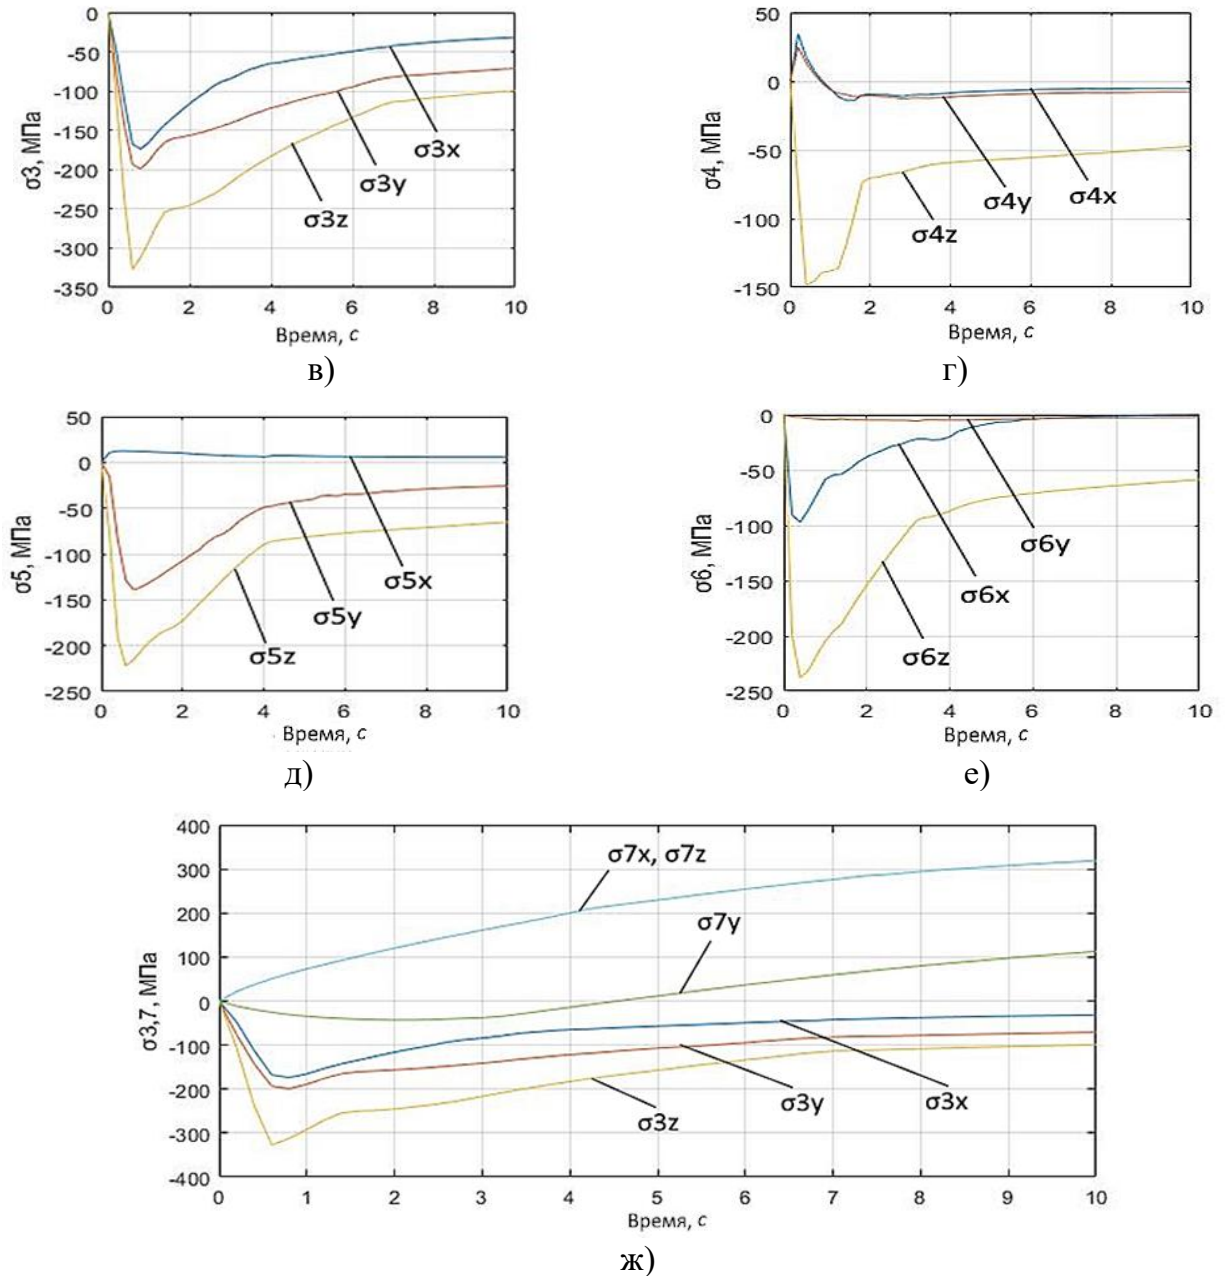 0
-50
-100
-150
-200
-250
-300
-350
σ3, МПа
σ3x
σ3y
σ3z
0 2 4 6 8 10
Время, с
в)
50
0
-50
-100
-150
σ4, МПа
σ4x
σ4y
σ4z
0 2 4 6 8 10
Время, с
г)
50
0
-50
-100
-150
-200
-250
σ5, МПа
σ5x
σ5y
σ5z
0 2 4 6 8 10
Время, с
д)
0
-50
-100
-150
-200
-250
σ6, МПа
σ6y
σ6x
σ6z
0 2 4 6 8 10
Время, с
е)
400
300
200
100
0
-100
-200
-300
-400
σ3,7, МПа
σ7x, σ7z
σ7y
σ3x
σ3y
σ3z
0 1 2 3 4 5 6 7 8 9 10
Время, с
ж)